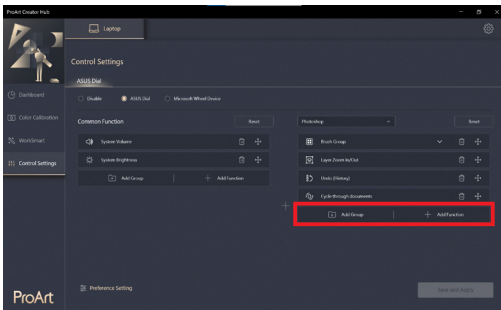 ProArt Creator Hub
Laptop
Control Settings
ASUS Dial
Disable
ASUS Dial
Microsoft Wheel Device
Dashboard
Color Calibration
WorkSmart
Control Settings
Common Function
Reset
System Volume
System Brightness
Add Group
Add Function
Photoshop
Reset
Brush Group
Layer Zoom In/Out
Undo (History)
Cycle through documents
Add Group
Add Function
Preference Setting
Save and Apply
ProArt